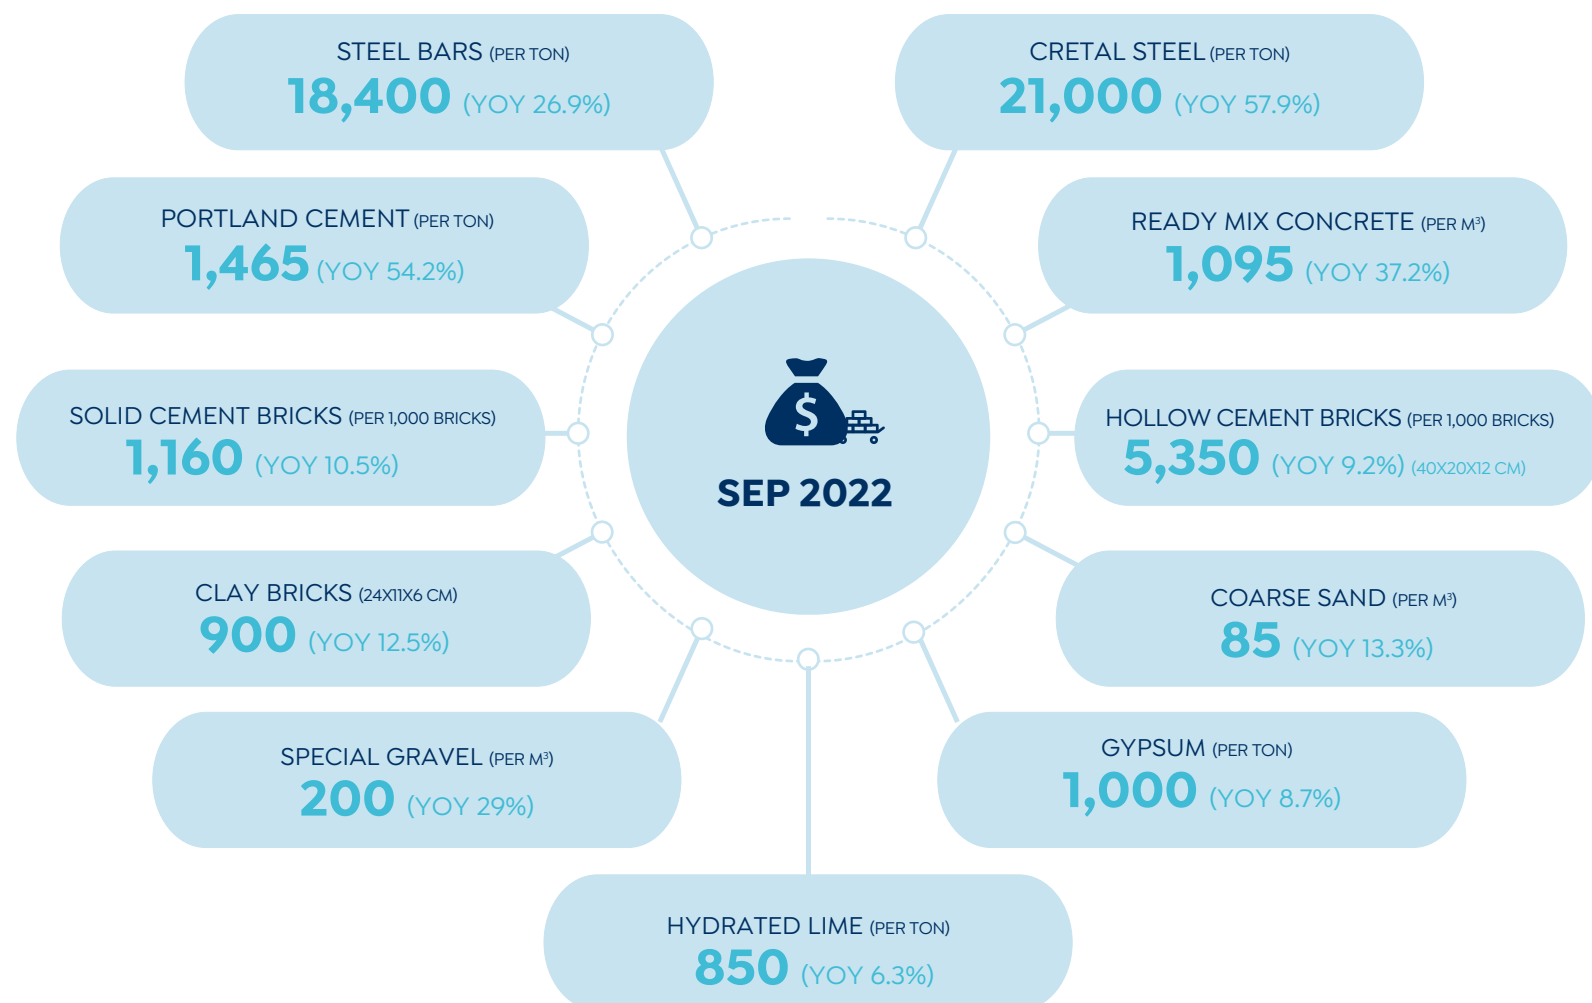 STEEL BARS (PER TON)
18,400 (YOY 26.9%)
CRETAL STEEL (PER TON)
21,000 (YOY 57.9%)
PORTLAND CEMENT (PER TON)
1,465 (YOY 54.2%)
READY MIX CONCRETE (PER M³)
1,095 (YOY 37.2%)
SOLID CEMENT BRICKS (PER 1,000 BRICKS)
1,160 (YOY 10.5%)
HOLLOW CEMENT BRICKS (PER 1,000 BRICKS)
5,350 (YOY 9.2%) (40X20X12 CM)
$
SEP 2022
CLAY BRICKS (24X11X6 CM)
900 (YOY 12.5%)
COARSE SAND (PER M³)
85 (YOY 13.3%)
SPECIAL GRAVEL (PER M³)
200 (YOY 29%)
GYPSUM (PER TON)
1,000 (YOY 8.7%)
HYDRATED LIME (PER TON)
850 (YOY 6.3%)